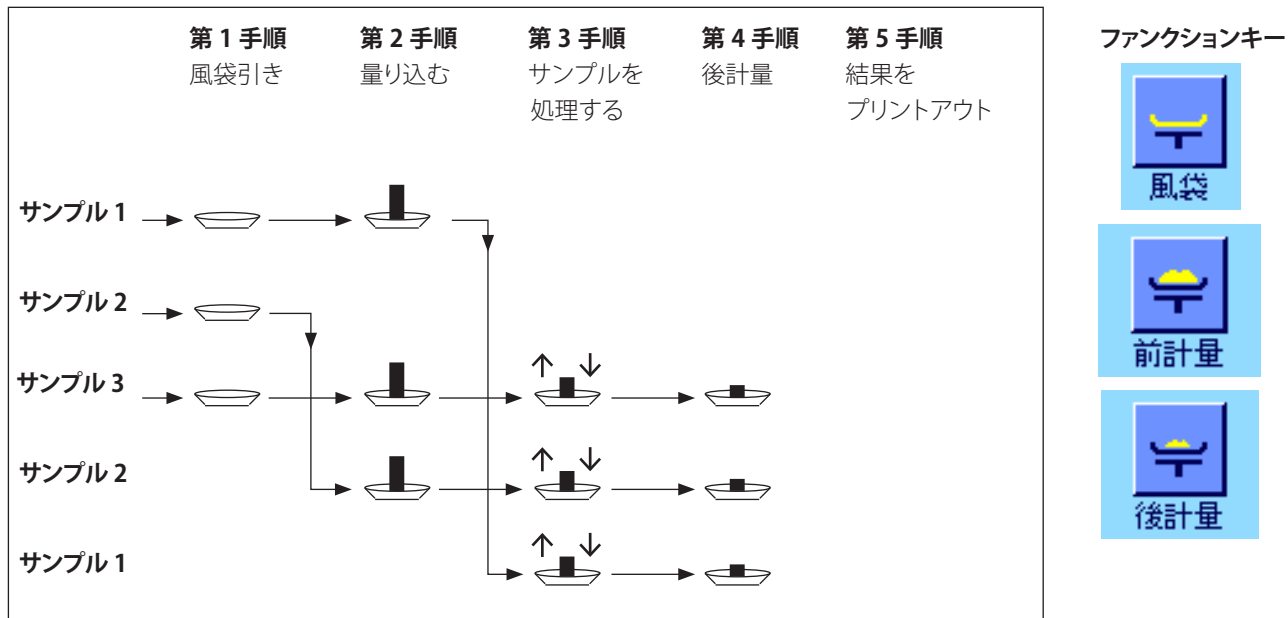 第 1 手順
風袋引き
第 2 手順
量り込む
第 3 手順
サンプルを
処理する
第 4 手順
後計量
第 5 手順
結果を
プリントアウト
サンプル 1
サンプル 2
サンプル 3
サンプル 2
サンプル 1
ファンクションキー
風袋
前計量
後計量